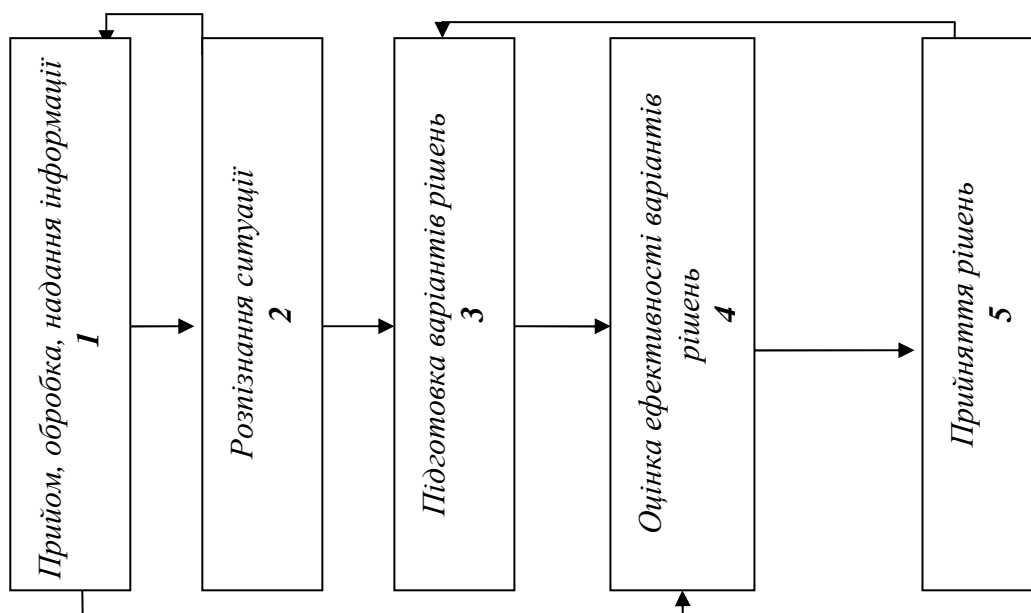 Прийом, обробка, надання інформації
1
Розпізнання ситуації
2
Підготовка варіантів рішень
3
Оцінка ефективності варіантів
рішень
4
Прийняття рішень
5